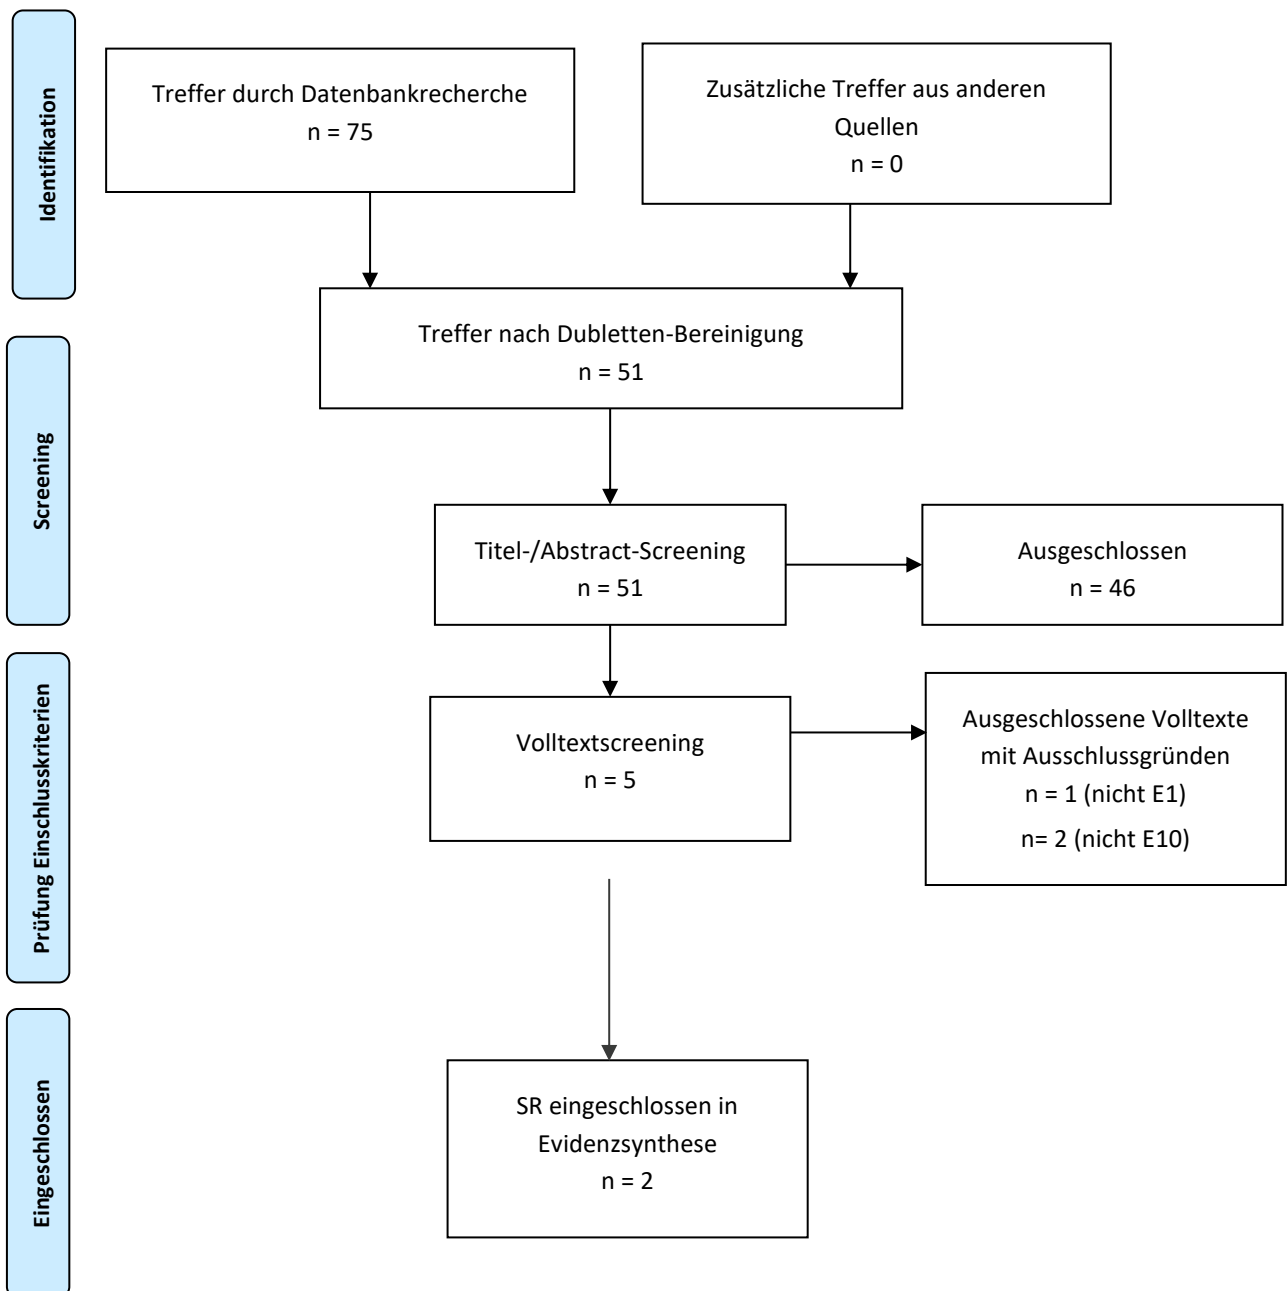 Identifikation
Treffer durch Datenbankrecherche
n = 75
Zusätzliche Treffer aus anderen
Quellen
n = 0
Treffer nach Dubletten-Bereinigung
n = 51
Screening
Titel-/Abstract-Screening
n = 51
Ausgeschlossen
n = 46
Prüfung Einschlusskriterien
Volltextscreening
n = 5
Ausgeschlossene Volltexte
mit Ausschlussgründen
n = 1 (nicht E1)
n= 2 (nicht E10)
Eingeschlossen
SR eingeschlossen in
Evidenzsynthese
n = 2